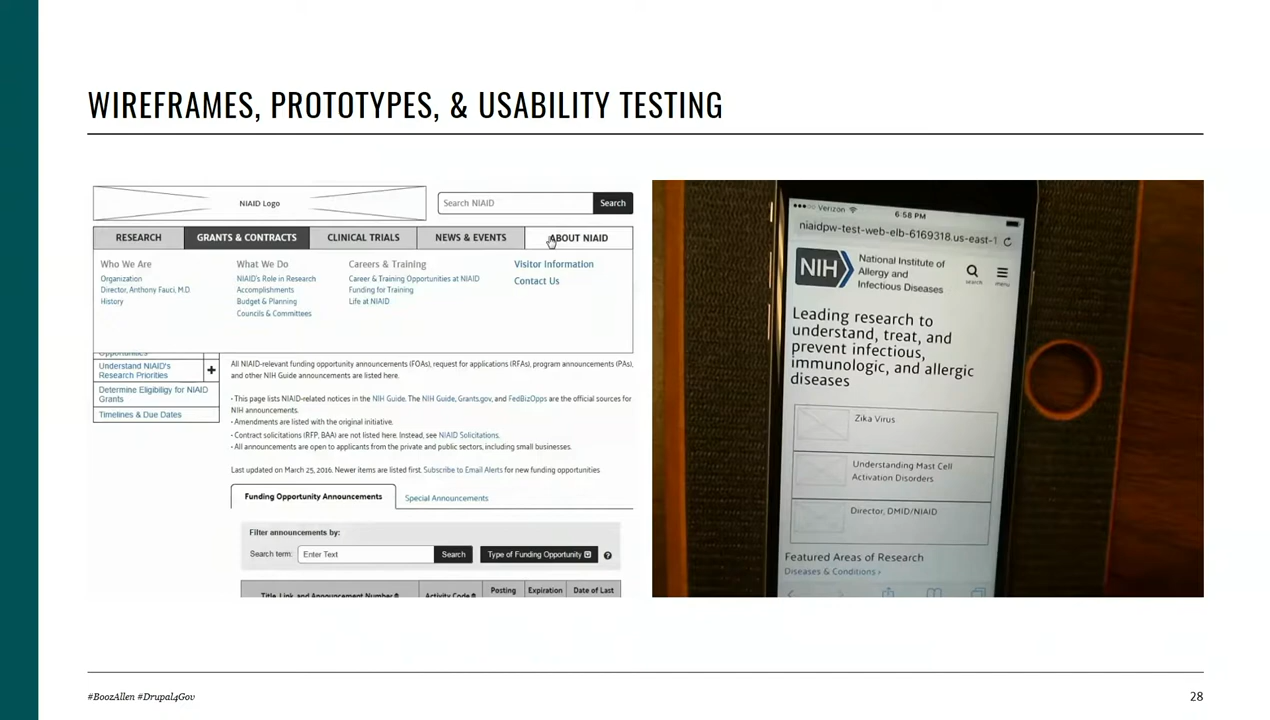 WIREFRAMES, PROTOTYPES, & USABILITY TESTING
NIAID Logo
Search NIAID
Search
RESEARCH
GRANTS & CONTRACTS
CLINICAL TRIALS
NEWS & EVENTS
ABOUT NIAID
Who We Are
Organization
Director, Anthony Fauci, M.D.
History
What We Do
NIAID's Role in Research
Accomplishments
Budget & Planning
Councils & Committees
Careers & Training
Career & Training Opportunities at NIAID
Funding for Training
Life at NIAID
Visitor Information
Contact Us
Opportunities
Understand NIAID's
Research Priorities
+
Determine Eligibiligy for NIAID
Grants
Timelines & Due Dates
All NIAID-relevant funding opportunity announcements (FOAs), request for applications (RFAs), program announcements (PAs),
and other NIH Guide announcements are listed here.
• This page lists NIAID-related notices in the NIH Guide. The NIH Guide, Grants.gov, and FedBizOpps are the official sources for
NIH announcements.
• Amendments are listed with the original initiative.
• Contract solicitations (RFP, BAA) are not listed here. Instead, see NIAID Solicitations.
• All announcements are open to applicants from the private and public sectors, including small businesses.
Last updated on March 25, 2016. Newer items are listed first. Subscribe to Email Alerts for new funding opportunities
Funding Opportunity Announcements
Special Announcements
Filter announcements by:
Search term:
Enter Text
Search
Type of Funding Opportunity
?
Title, Link, and Announcement Number
Activity Code
Posting
Expiration
Date of Last
Verizon
6:58 PM
niaidpw-test-web-elb-6169318.us-east-1
NIH
National Institute of
Allergy and
Infectious Diseases
search
menu
Leading research to
understand, treat, and
prevent infectious,
immunologic, and allergic
diseases
Zika Virus
Understanding Mast Cell
Activation Disorders
Director, DMID/NIAID
Featured Areas of Research
Diseases & Conditions ›
#BoozAllen #Drupal4Gov
28